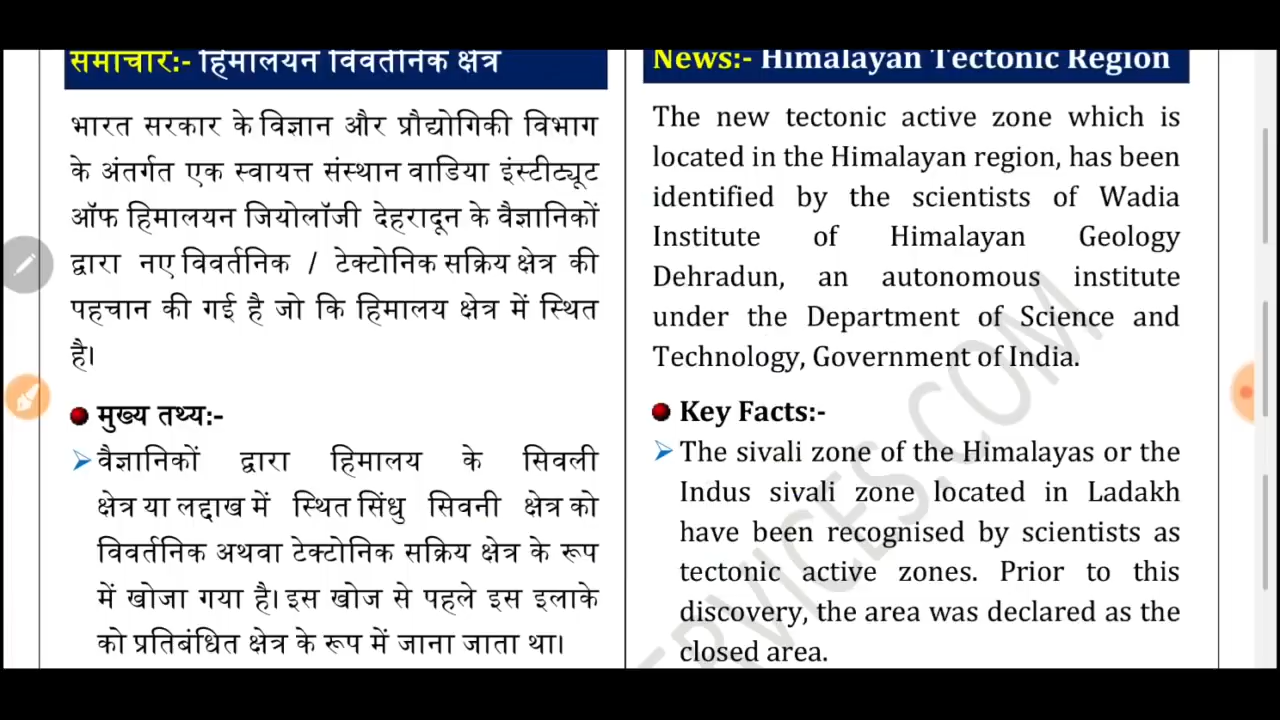 समाचारः- हिमालयन विवर्तनिक क्षेत्र
भारत सरकार के विज्ञान और प्रौद्योगिकी विभाग
के अंतर्गत एक स्वायत्त संस्थान वाडिया इंस्टीट्यूट
ऑफ हिमालयन जियोलॉजी देहरादून के वैज्ञानिकों
द्वारा नए विवर्तनिक / टेक्टोनिक सक्रिय क्षेत्र की
पहचान की गई है जो कि हिमालय क्षेत्र में स्थित
है।
मुख्य तथ्यः-
वैज्ञानिकों द्वारा हिमालय के सिवली
क्षेत्र या लद्दाख में स्थित सिंधु सिवनी क्षेत्र को
विवर्तनिक अथवा टेक्टोनिक सक्रिय क्षेत्र के रूप
में खोजा गया है। इस खोज से पहले इस इलाके
को प्रतिबंधित क्षेत्र के रूप में जाना जाता था।
News:- Himalayan Tectonic Region
The new tectonic active zone which is
located in the Himalayan region, has been
identified by the scientists of Wadia
Institute of Himalayan Geology
Dehradun, an autonomous institute
under the Department of Science and
Technology, Government of India.
Key Facts:-
The sivali zone of the Himalayas or the
Indus sivali zone located in Ladakh
have been recognised by scientists as
tectonic active zones. Prior to this
discovery, the area was declared as the
closed area.
ERVICES.COM